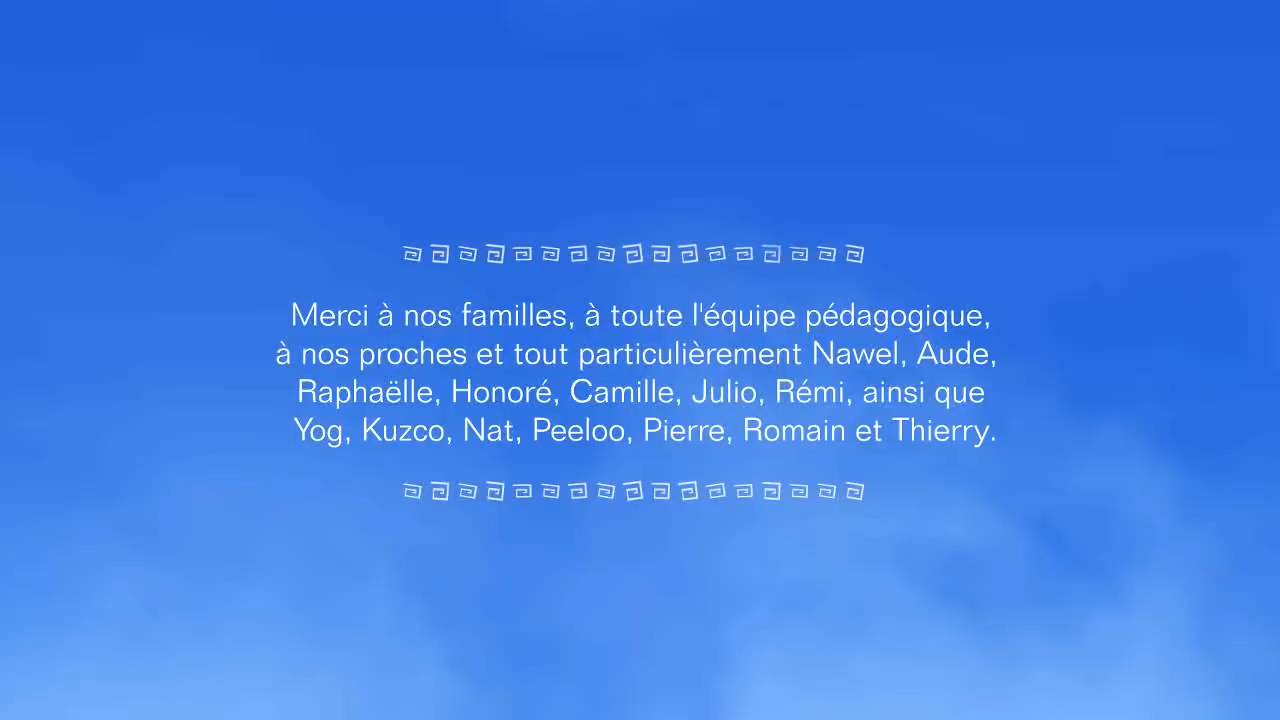 Merci à nos familles, à toute l'équipe pédagogique,
à nos proches et tout particulièrement Nawel, Aude,
Raphaëlle, Honoré, Camille, Julio, Rémi, ainsi que
Yog, Kuzco, Nat, Peeloo, Pierre, Romain et Thierry.